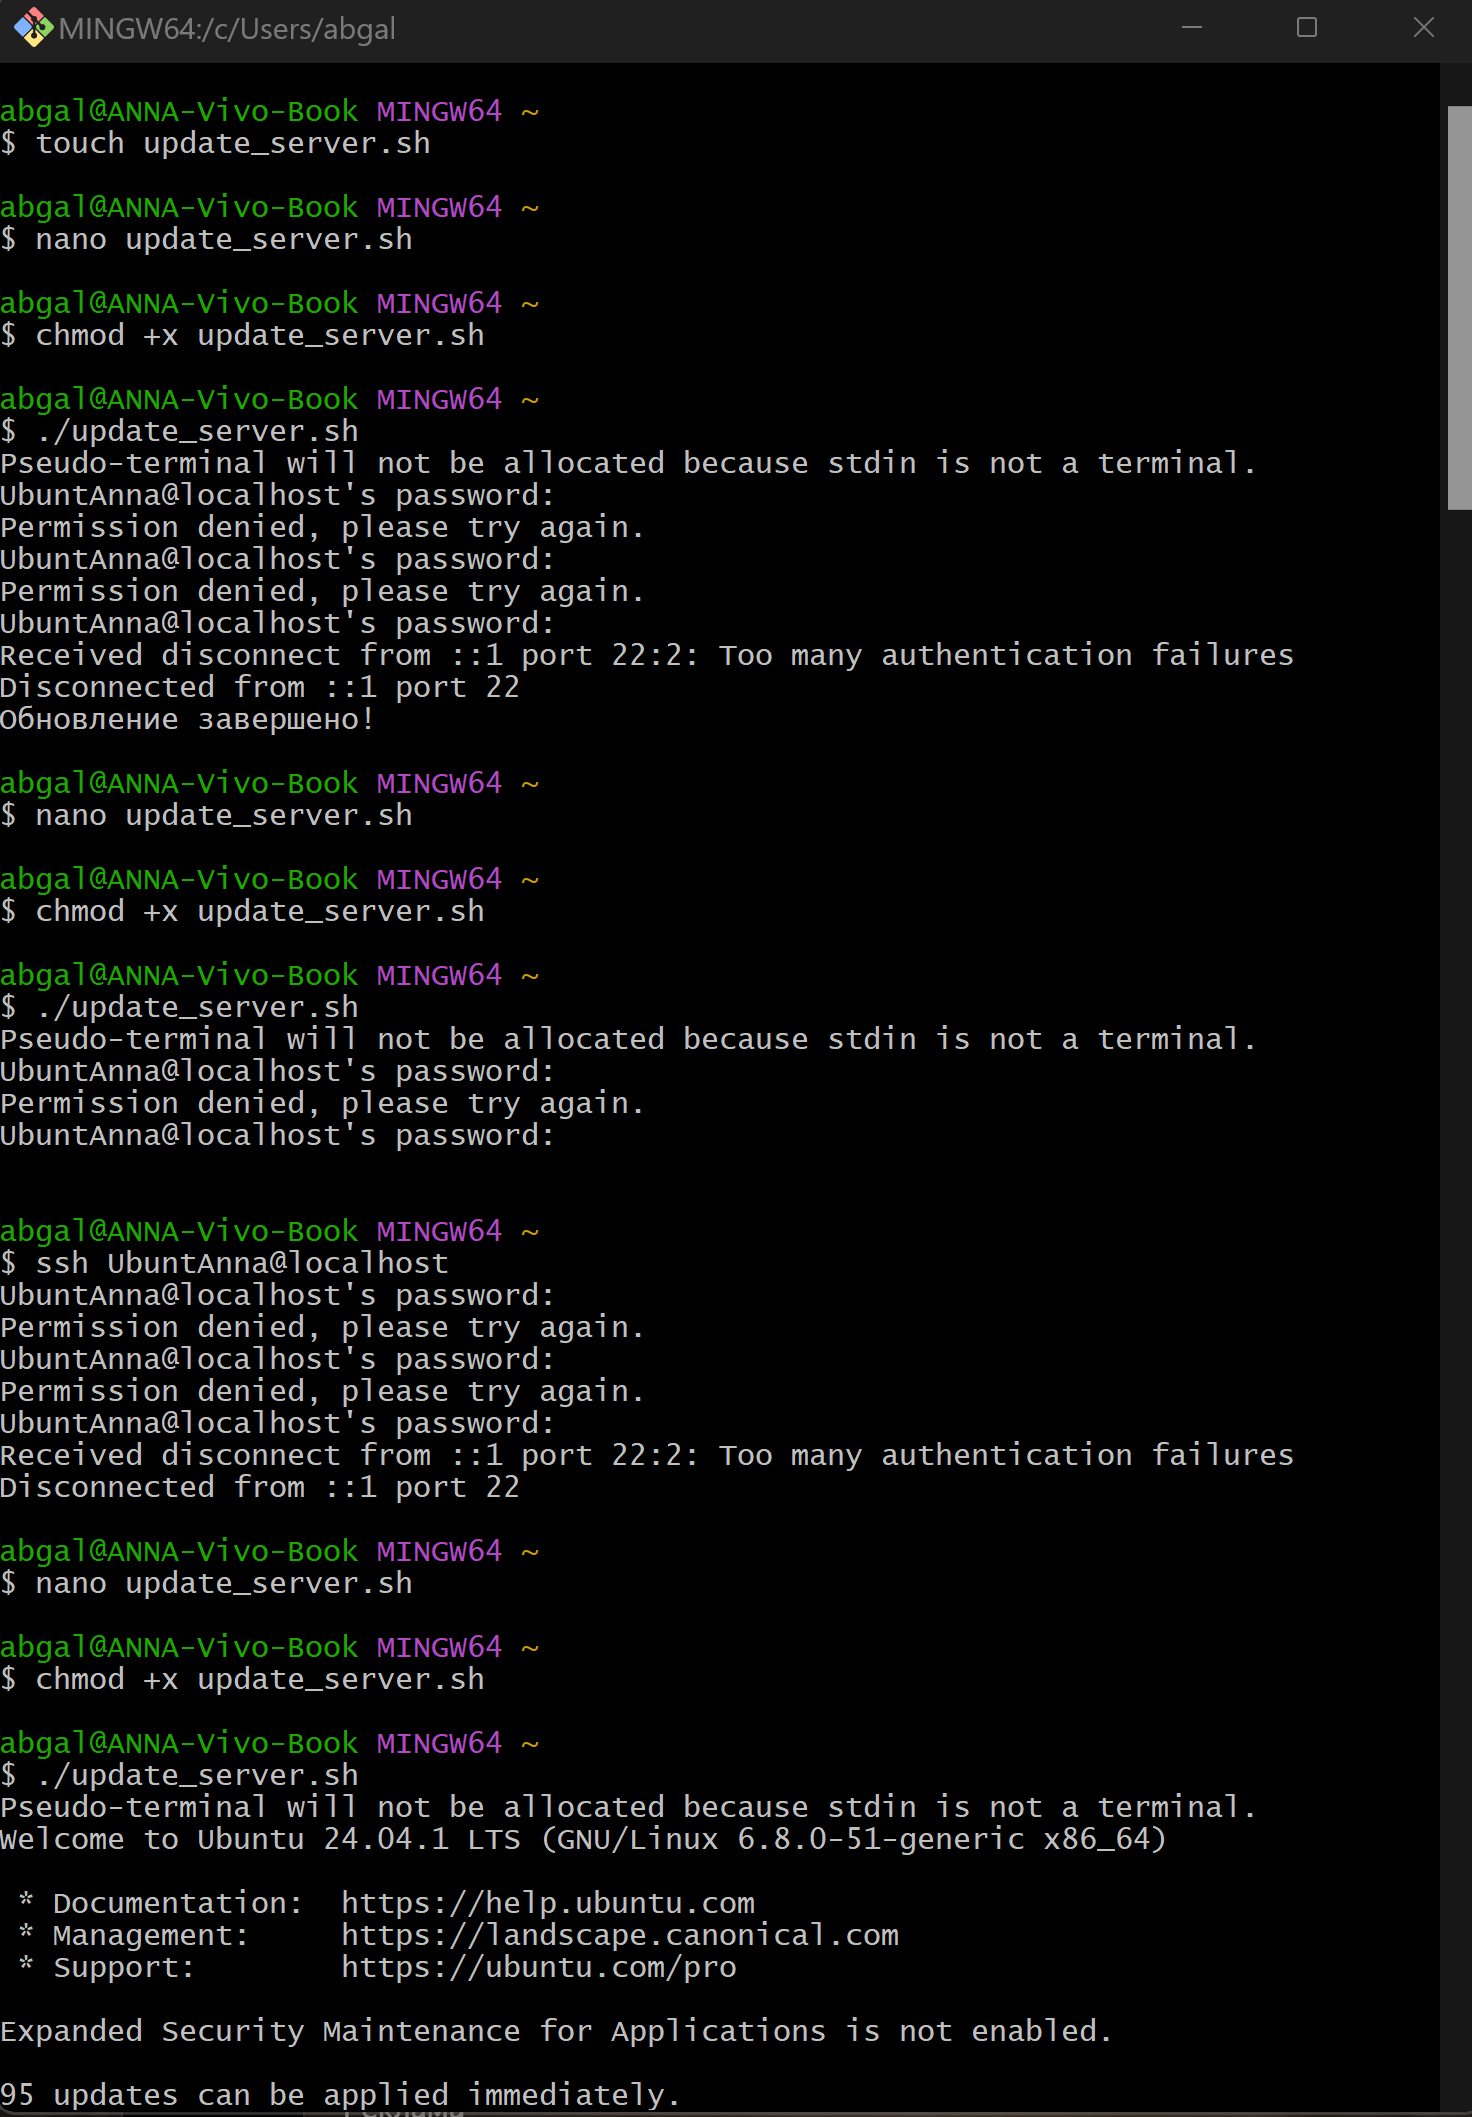 MINGW64:/c/Users/abgal
abgal@ANNA-Vivo-Book MINGW64 ~
$ touch update_server.sh
abgal@ANNA-Vivo-Book MINGW64 ~
$ nano update_server.sh
abgal@ANNA-Vivo-Book MINGW64 ~
$ chmod +x update_server.sh
abgal@ANNA-Vivo-Book MINGW64 ~
$ ./update_server.sh
Pseudo-terminal will not be allocated because stdin is not a terminal.
UbuntAnna@localhost's password:
Permission denied, please try again.
UbuntAnna@localhost's password:
Permission denied, please try again.
UbuntAnna@localhost's password:
Received disconnect from ::1 port 22:2: Too many authentication failures
Disconnected from ::1 port 22
Обновление завершено!
abgal@ANNA-Vivo-Book MINGW64 ~
$ nano update_server.sh
abgal@ANNA-Vivo-Book MINGW64 ~
$ chmod +x update_server.sh
abgal@ANNA-Vivo-Book MINGW64 ~
$ ./update_server.sh
Pseudo-terminal will not be allocated because stdin is not a terminal.
UbuntAnna@localhost's password:
Permission denied, please try again.
UbuntAnna@localhost's password:
abgal@ANNA-Vivo-Book MINGW64 ~
$ ssh UbuntAnna@localhost
UbuntAnna@localhost's password:
Permission denied, please try again.
UbuntAnna@localhost's password:
Permission denied, please try again.
UbuntAnna@localhost's password:
Received disconnect from ::1 port 22:2: Too many authentication failures
Disconnected from ::1 port 22
abgal@ANNA-Vivo-Book MINGW64 ~
$ nano update_server.sh
abgal@ANNA-Vivo-Book MINGW64 ~
$ chmod +x update_server.sh
abgal@ANNA-Vivo-Book MINGW64 ~
$ ./update_server.sh
Pseudo-terminal will not be allocated because stdin is not a terminal.
Welcome to Ubuntu 24.04.1 LTS (GNU/Linux 6.8.0-51-generic x86_64)
* Documentation: https://help.ubuntu.com
* Management: https://landscape.canonical.com
* Support: https://ubuntu.com/pro
Expanded Security Maintenance for Applications is not enabled.
95 updates can be applied immediately.